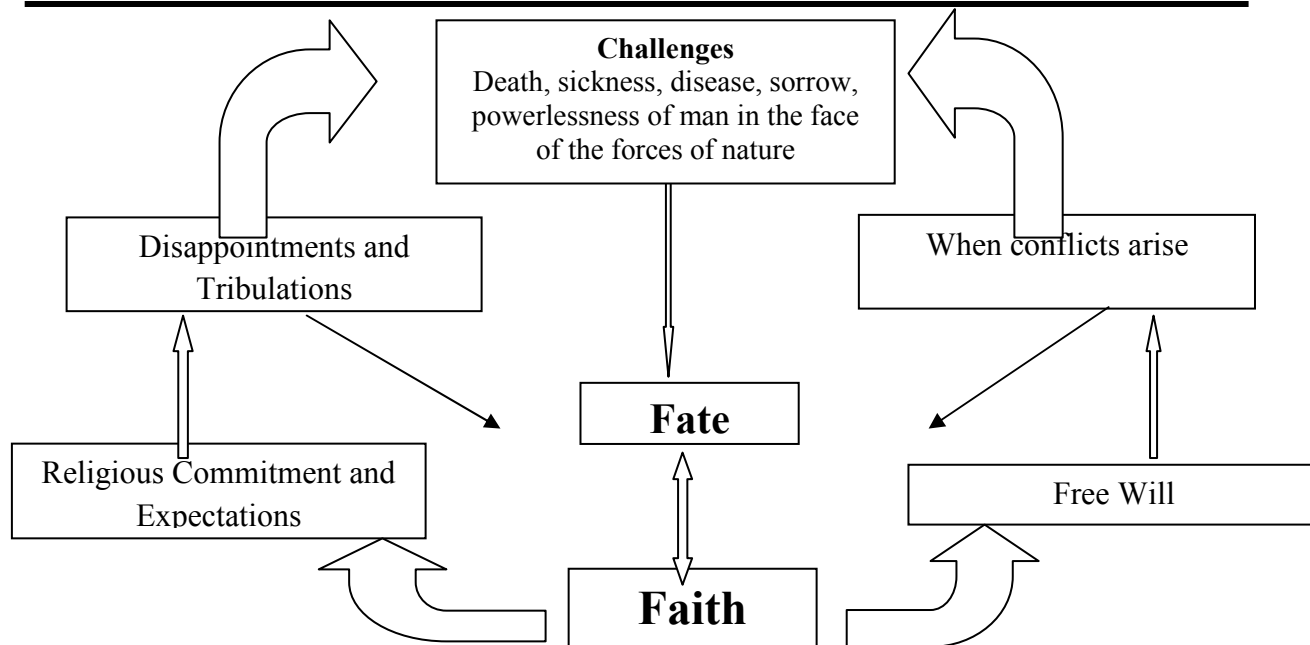 Challenges
Death, sickness, disease, sorrow,
powerlessness of man in the face
of the forces of nature
Disappointments and
Tribulations
When conflicts arise
Fate
Religious Commitment and
Expectations
Free Will
Faith